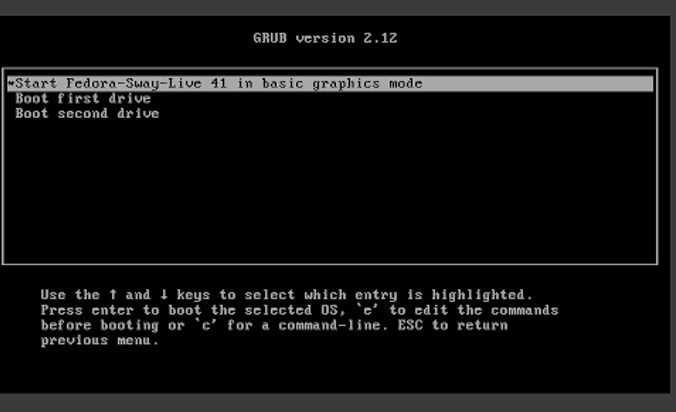 GRUB version 2.12
*Start Fedora-Sway-Live 41 in basic graphics mode
Boot first drive
Boot second drive
Use the ↑ and ↓ keys to select which entry is highlighted.
Press enter to boot the selected OS, `e' to edit the commands
before booting or `c' for a command-line. ESC to return
previous menu.